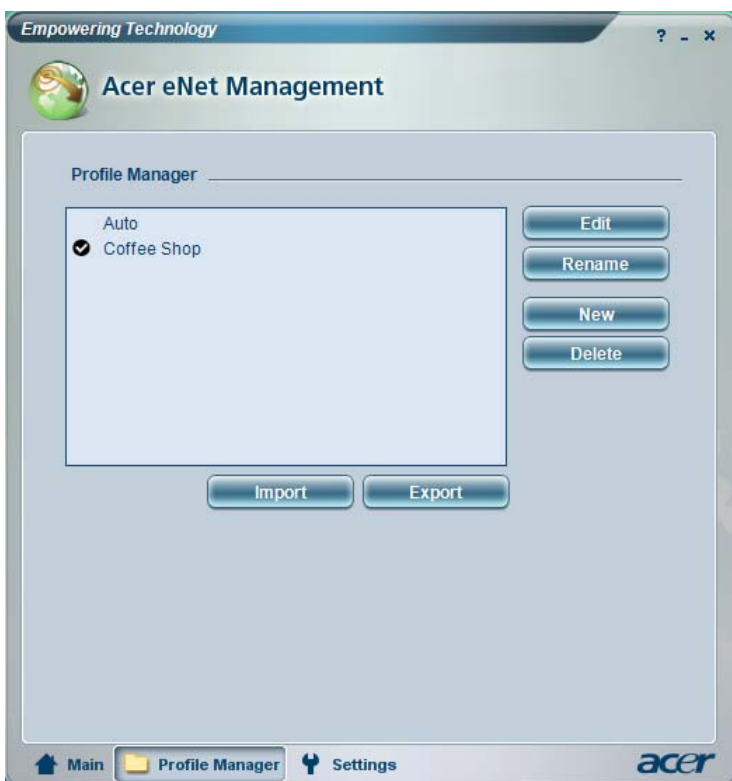 Empowering Technology
? - ×
Acer eNet Management
Profile Manager
Auto
Coffee Shop
Edit
Rename
New
Delete
Import
Export
Main
Profile Manager
Settings
acer